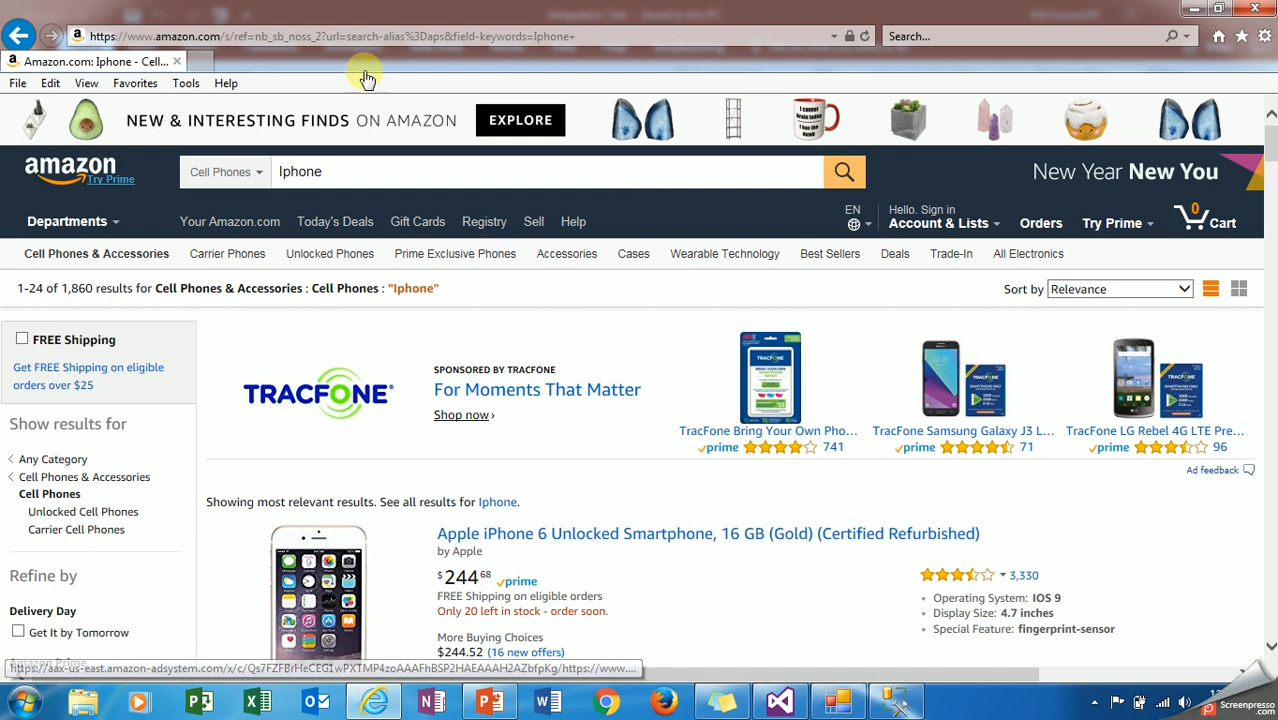 https://www.amazon.com/s/ref=nb_sb_noss_2?url=search-alias%3Daps&field-keywords=Iphone+
Search...
Amazon.com: Iphone - Cell...
File Edit View Favorites Tools Help
NEW & INTERESTING FINDS ON AMAZON EXPLORE
amazon
Try Prime
Cell Phones
Iphone
New Year New You
Departments
Your Amazon.com Today's Deals Gift Cards Registry Sell Help
EN
Hello. Sign in
Account & Lists
Orders
Try Prime
0
Cart
Cell Phones & Accessories Carrier Phones Unlocked Phones Prime Exclusive Phones Accessories Cases Wearable Technology Best Sellers Deals Trade-In All Electronics
1-24 of 1,860 results for Cell Phones & Accessories : Cell Phones : "Iphone"
Sort by Relevance
FREE Shipping
Get FREE Shipping on eligible
orders over $25
Show results for
Any Category
Cell Phones & Accessories
Cell Phones
Unlocked Cell Phones
Carrier Cell Phones
Refine by
Delivery Day
Get It by Tomorrow
Amazon Prime
TRACFONE
SPONSORED BY TRACFONE
For Moments That Matter
Shop now
TRACFONE
TracFone Bring Your Own Pho...
prime 741
TracFone Samsung Galaxy J3 L...
prime 71
TracFone LG Rebel 4G LTE Pre...
prime 96
Ad feedback
Showing most relevant results. See all results for Iphone.
Apple iPhone 6 Unlocked Smartphone, 16 GB (Gold) (Certified Refurbished)
by Apple
$244 68 prime
FREE Shipping on eligible orders
Only 20 left in stock - order soon.
More Buying Choices
$244.52 (16 new offers)
3,330
Operating System: IOS 9
Display Size: 4.7 inches
Special Feature: fingerprint-sensor
https://aax-us-east.amazon-adsystem.com/x/c/Qs7FZFBrHeCEG1wPXTMP4zoAAAFhBSP2HAEAAAH2AZbfpKg/https://www....
Screenpresso
.com